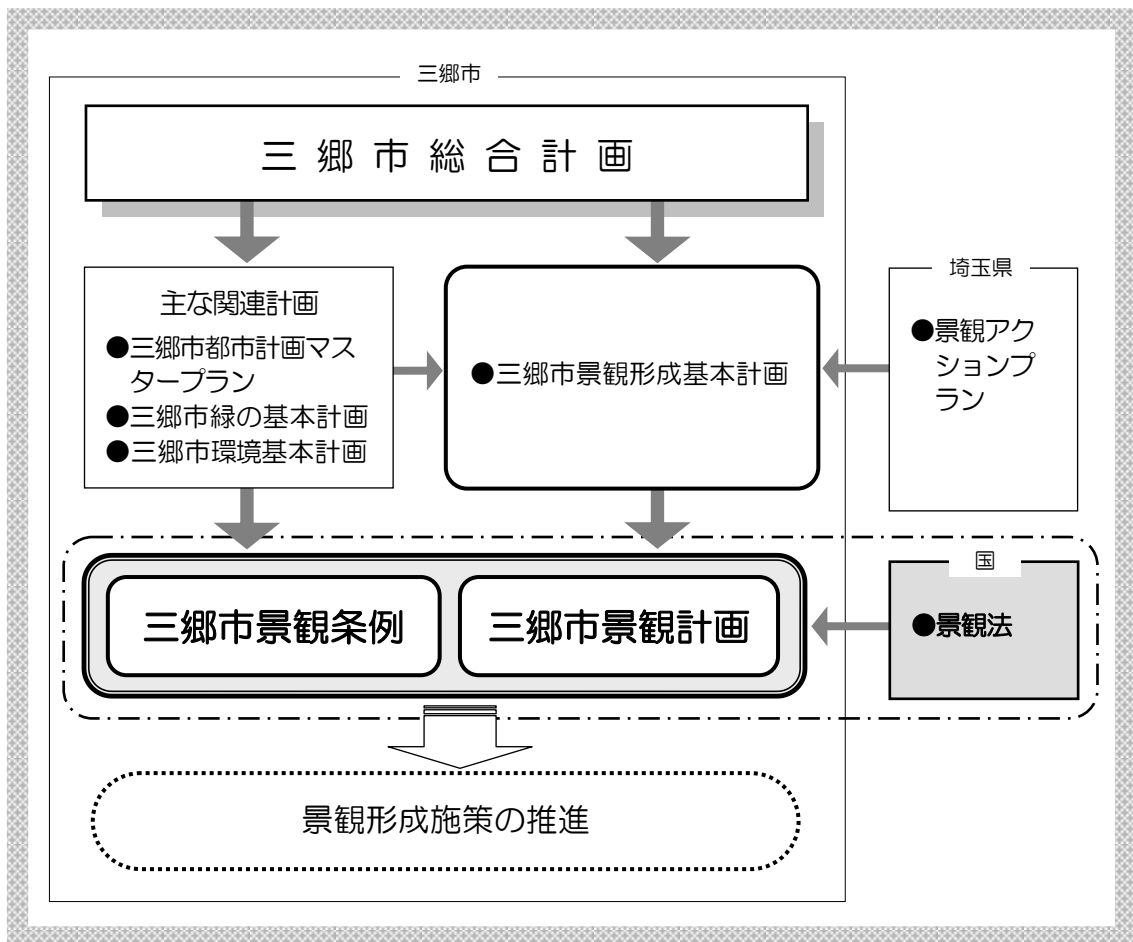 三郷市
三郷市総合計画
主な関連計画
●三郷市都市計画マス
タープラン
●三郷市緑の基本計画
●三郷市環境基本計画
●三郷市景観形成基本計画
埼玉県
●景観アク
ションプ
ラン
三郷市景観条例
三郷市景観計画
国
●景観法
景観形成施策の推進